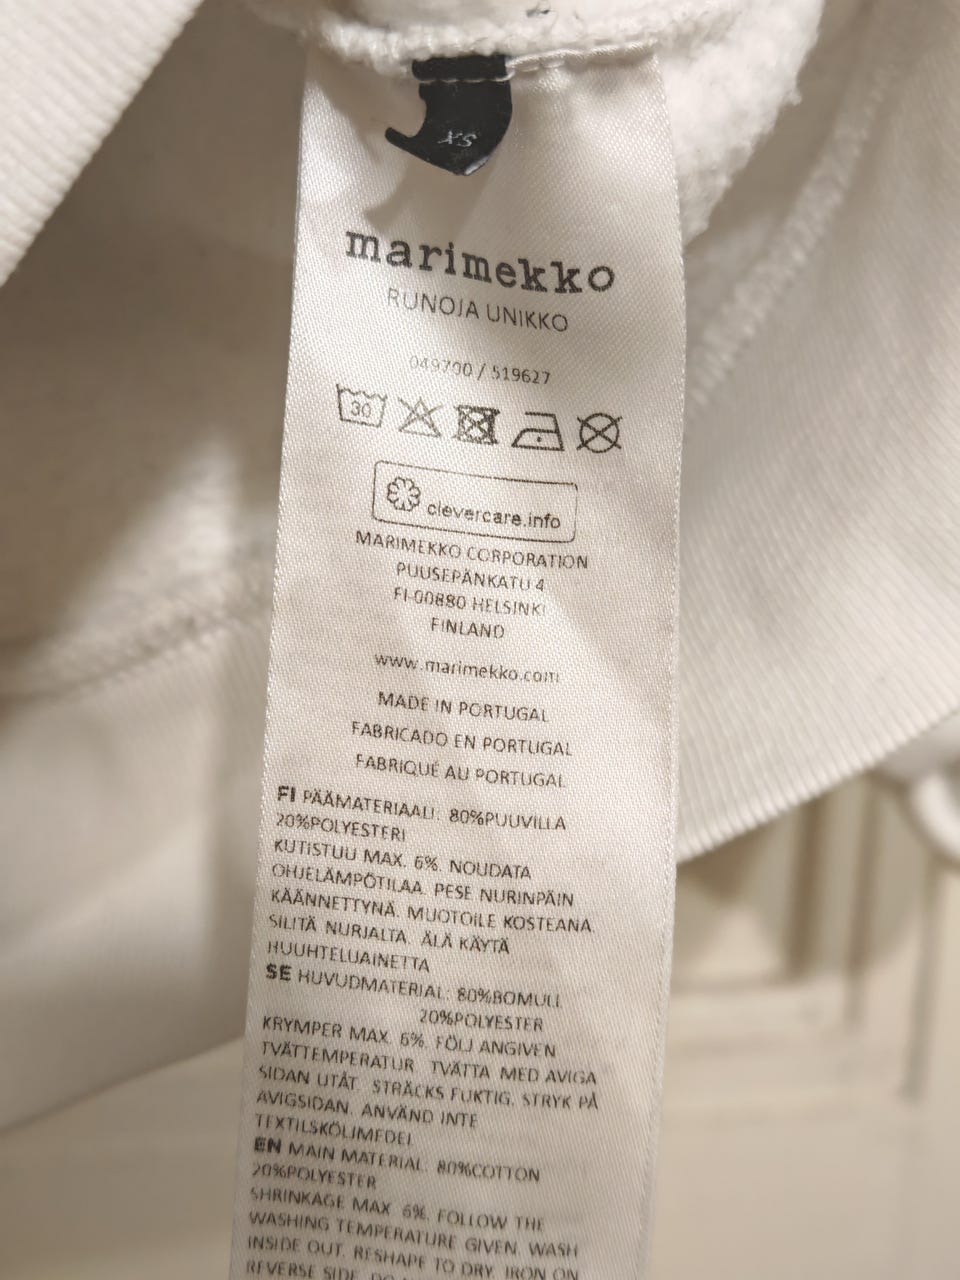 XS
marimekko
RUNOJA UNIKKO
049700 / 519627
30
clevercare.info
MARIMEKKO CORPORATION
PUUSEPÄNKATU 4
FI-00880 HELSINKI
FINLAND
www.marimekko.com
MADE IN PORTUGAL
FABRICADO EN PORTUGAL
FABRIQUÉ AU PORTUGAL
FI PÄÄMATERIAALI: 80%PUUVILLA
20%POLYESTERI
KUTISTUU MAX. 6%. NOUDATA
OHJELÄMPÖTILAA. PESE NURINPÄIN
KÄÄNNETTYNÄ. MUOTOILE KOSTEANA.
SILITÄ NURJALTA. ÄLÄ KÄYTÄ
HUUHTELUAINETTA
SE HUVUDMATERIAL: 80%BOMULL
20%POLYESTER
KRYMPER MAX. 6%. FÖLJ ANGIVEN
TVÄTTEMPERATUR. TVÄTTA MED AVIGA
SIDAN UTÅT. STRÄCKS FUKTIG. STRYK PÅ
AVIGSIDAN. ANVÄND INTE
TEXTILSKÖLJMEDEL
EN MAIN MATERIAL: 80%COTTON
20%POLYESTER
SHRINKAGE MAX. 6%. FOLLOW THE
WASHING TEMPERATURE GIVEN. WASH
INSIDE OUT. RESHAPE TO DRY. IRON ON
REVERSE SIDE. DO